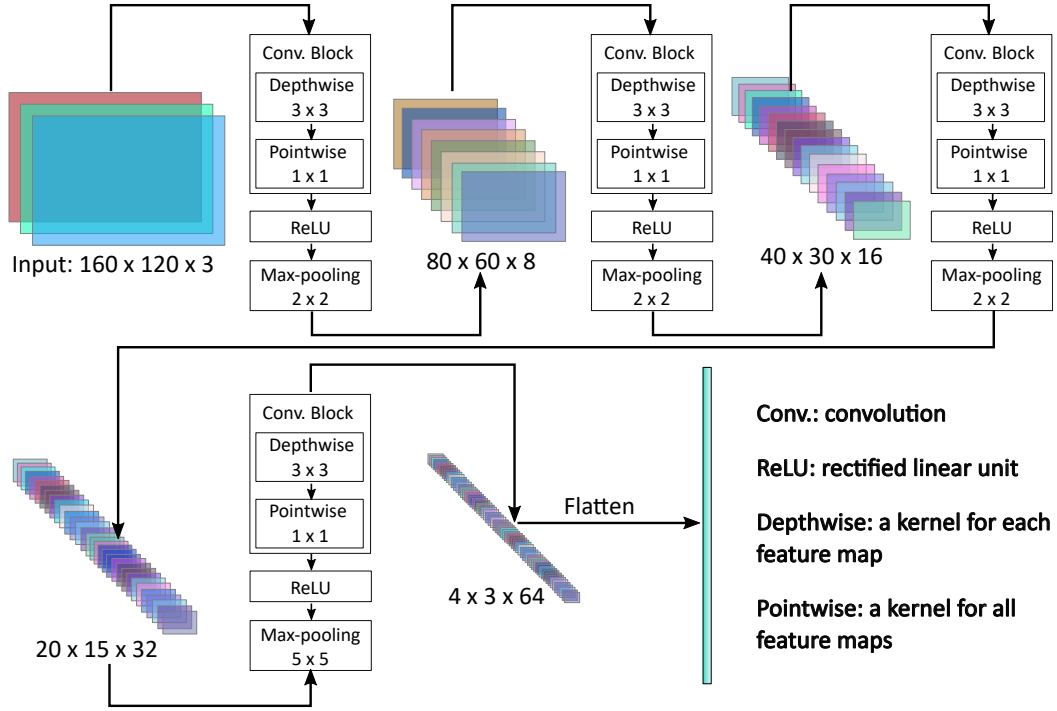 Conv. Block
Depthwise
3 x 3
Pointwise
1 x 1
ReLU
Max-pooling
2 x 2
Input: 160 x 120 x 3
Conv. Block
Depthwise
3 x 3
Pointwise
1 x 1
ReLU
Max-pooling
2 x 2
80 x 60 x 8
Conv. Block
Depthwise
3 x 3
Pointwise
1 x 1
ReLU
Max-pooling
2 x 2
40 x 30 x 16
20 x 15 x 32
Conv. Block
Depthwise
3 x 3
Pointwise
1 x 1
ReLU
Max-pooling
5 x 5
4 x 3 x 64
Flatten
Conv.: convolution
ReLU: rectified linear unit
Depthwise: a kernel for each
feature map
Pointwise: a kernel for all
feature maps